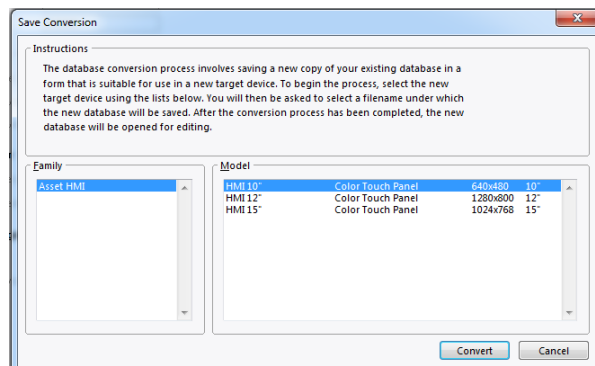 Save Conversion
Instructions
The database conversion process involves saving a new copy of your existing database in a
form that is suitable for use in a new target device. To begin the process, select the new
target device using the lists below. You will then be asked to select a filename under which
the new database will be saved. After the conversion process has been completed, the new
database will be opened for editing.
Family
Asset HMI
Model
HMI 10" Color Touch Panel 640x480 10"
HMI 12" Color Touch Panel 1280x800 12"
HMI 15" Color Touch Panel 1024x768 15"
Convert Cancel